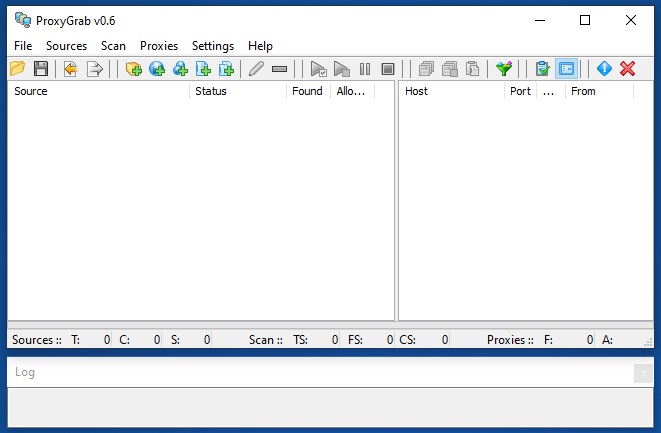 ProxyGrab v0.6
File Sources Scan Proxies Settings Help
Source Status Found Allo... Host Port ... From
Sources :: T: 0 C: 0 S: 0 Scan :: TS: 0 FS: 0 CS: 0 Proxies :: F: 0 A:
Log